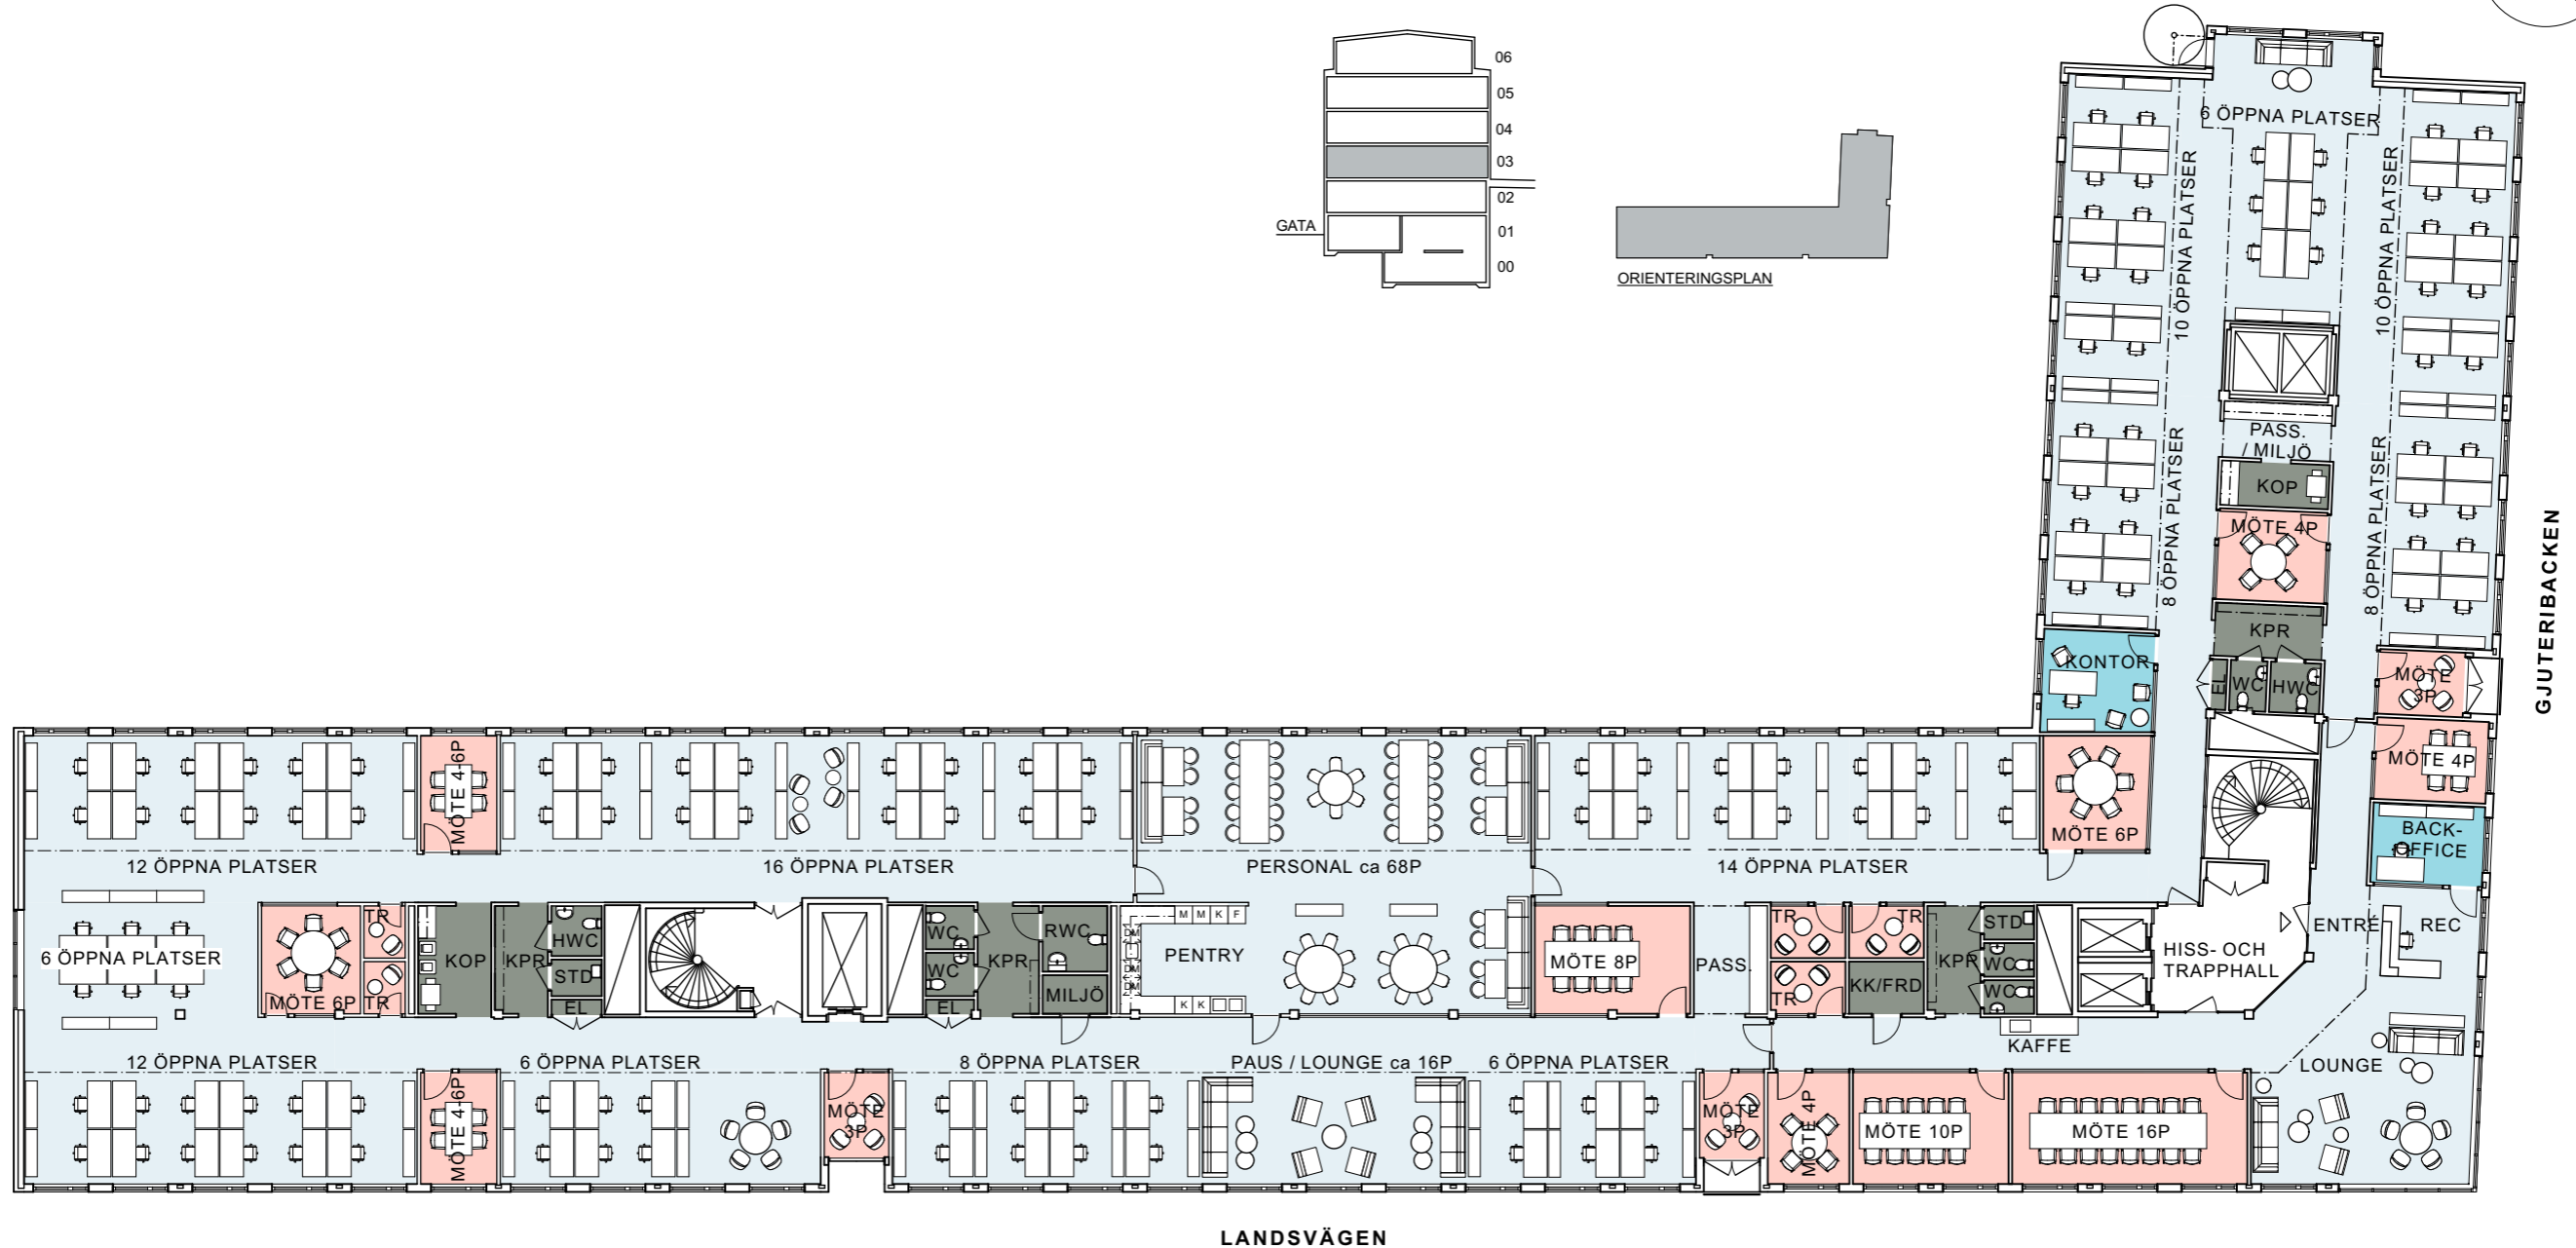 06
05
04
03
02
01
00
GATA
ORIENTERINGSPLAN
6 ÖPPNA PLATSER
10 ÖPPNA PLATSER
10 ÖPPNA PLATSER
PASS.
/ MILJÖ
KOP
8 ÖPPNA PLATSER
8 ÖPPNA PLATSER
MÖTE 4P
KPR
EL
WC
HWC
KONTOR
MÖTE
3P
MÖTE 4P
BACK-
OFFICE
GJUTERIBACKEN
MÖTE 4-6P
MÖTE 6P
12 ÖPPNA PLATSER
16 ÖPPNA PLATSER
PERSONAL ca 68P
14 ÖPPNA PLATSER
6 ÖPPNA PLATSER
MÖTE 6P
TR
TR
KOP
KPR
HWC
STD
EL
WC
WC
EL
KPR
RWC
MILJÖ
DM
DM
DM
M M K F
PENTRY
K K
MÖTE 8P
PASS.
TR
TR
TR
KK/FRD
KPR
STD
WC
WC
HISS- OCH
TRAPPHALL
ENTRÉ
REC
KAFFE
LOUNGE
12 ÖPPNA PLATSER
6 ÖPPNA PLATSER
8 ÖPPNA PLATSER
PAUS / LOUNGE ca 16P
6 ÖPPNA PLATSER
MÖTE 4-6P
MÖTE
3P
MÖTE
3P
MÖTE 4P
MÖTE 10P
MÖTE 16P
LANDSVÄGEN